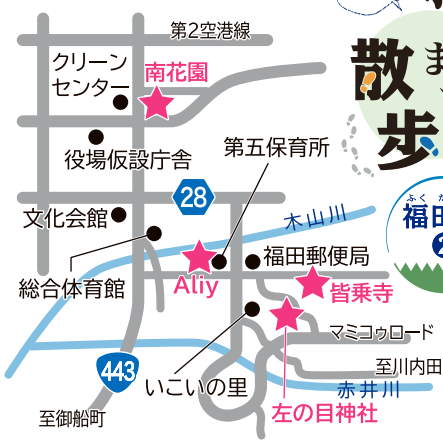 第2空港線
クリーン
センター
南花園
散
歩
役場仮設庁舎
第五保育所
28
ふく
福田
文化会館
木山川
総合体育館
Aliy
福田郵便局
皆乗寺
マミコゥロード
443
いこいの里
至川内田
赤井川
至御船町
左の目神社